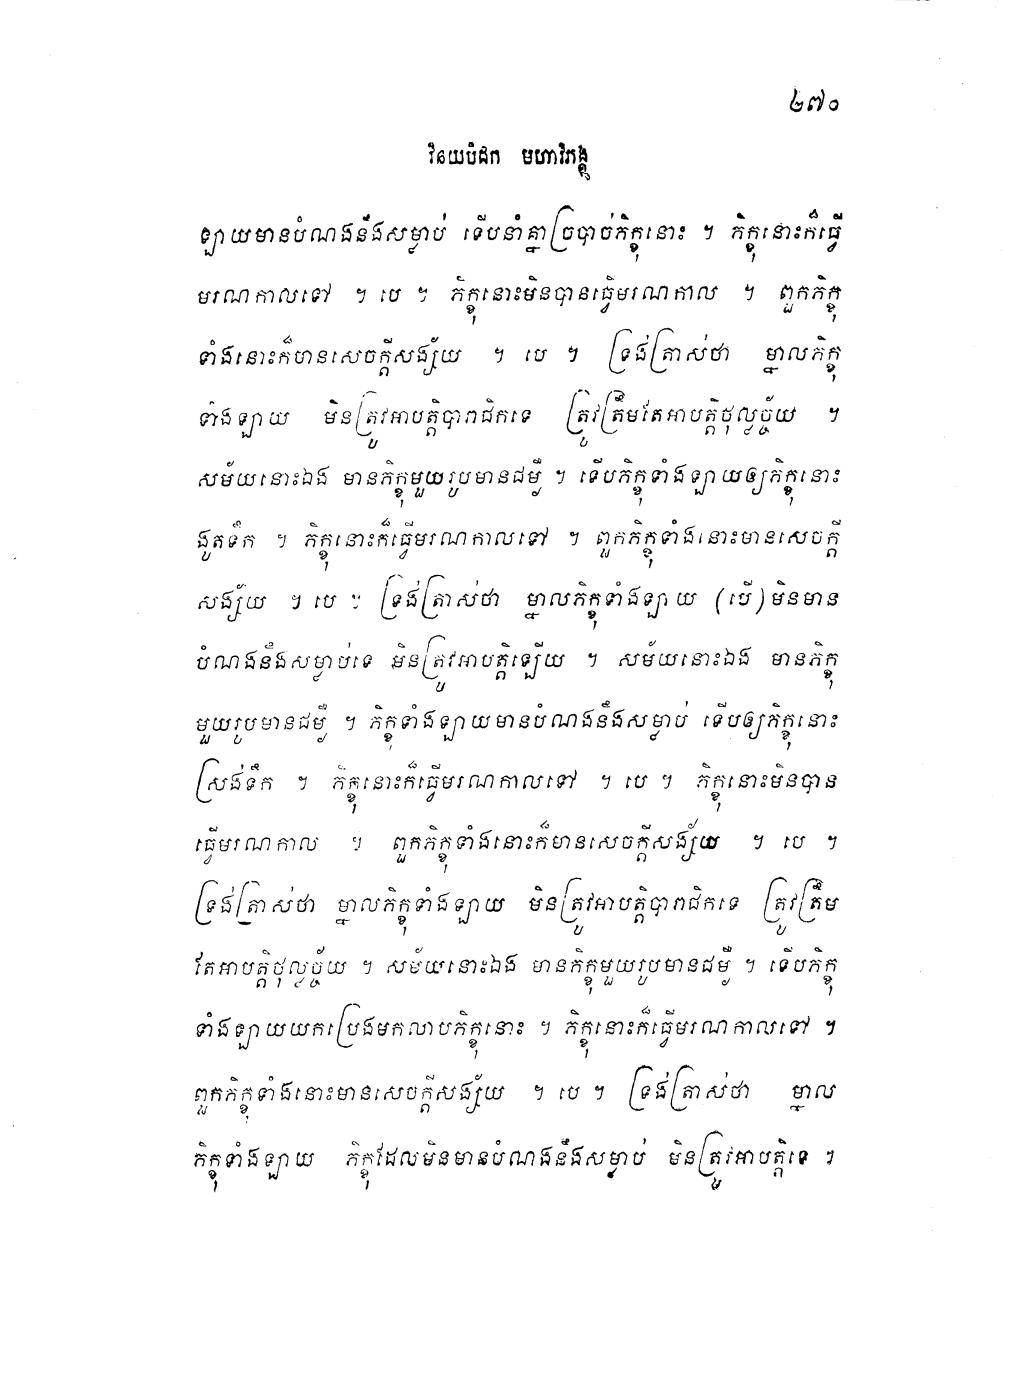 ២៧០
វិនយបិដក មហាវិភង្គ
ឡាយមានបំណងនឹងសម្លាប់ ទើបនាំគ្នាច្របាច់ភិក្ខុនោះ ។ ភិក្ខុនោះក៏ធ្វើ
មរណកាលទៅ ។ បេ ។ ភិក្ខុនោះមិនបានធ្វើមរណកាល ។ ពួកភិក្ខុ
ទាំងនោះក៏មានសេចក្តីសង្ស័យ ។ បេ ។ ទ្រង់ត្រាស់ថា ម្នាលភិក្ខុ
ទាំងឡាយ មិនត្រូវអាបត្តិបារាជិកទេ ត្រូវត្រឹមតែអាបត្តិថុល្លច្ច័យ ។
សម័យនោះឯង មានភិក្ខុមួយរូបមានជម្ងឺ ។ ទើបភិក្ខុទាំងឡាយឲ្យភិក្ខុនោះ
ងូតទឹក ។ ភិក្ខុនោះក៏ធ្វើមរណកាលទៅ ។ ពួកភិក្ខុទាំងនោះមានសេចក្តី
សង្ស័យ ។ បេ ។ ទ្រង់ត្រាស់ថា ម្នាលភិក្ខុទាំងឡាយ (បើ) មិនមាន
បំណងនឹងសម្លាប់ទេ មិនត្រូវអាបត្តិឡើយ ។ សម័យនោះឯង មានភិក្ខុ
មួយរូបមានជម្ងឺ ។ ភិក្ខុទាំងឡាយមានបំណងនឹងសម្លាប់ ទើបឲ្យភិក្ខុនោះ
ស្រង់ទឹក ។ ភិក្ខុនោះក៏ធ្វើមរណកាលទៅ ។ បេ ។ ភិក្ខុនោះមិនបាន
ធ្វើមរណកាល ។ ពួកភិក្ខុទាំងនោះក៏មានសេចក្តីសង្ស័យ ។ បេ ។
ទ្រង់ត្រាស់ថា ម្នាលភិក្ខុទាំងឡាយ មិនត្រូវអាបត្តិបារាជិកទេ ត្រូវត្រឹម
តែអាបត្តិថុល្លច្ច័យ ។ សម័យនោះឯង មានភិក្ខុមួយរូបមានជម្ងឺ ។ ទើបភិក្ខុ
ទាំងឡាយយកប្រេងមកលាបភិក្ខុនោះ ។ ភិក្ខុនោះក៏ធ្វើមរណកាលទៅ ។
ពួកភិក្ខុទាំងនោះមានសេចក្តីសង្ស័យ ។ បេ ។ ទ្រង់ត្រាស់ថា ម្នាល
ភិក្ខុទាំងឡាយ ភិក្ខុដែលមិនមានបំណងនឹងសម្លាប់ មិនត្រូវអាបត្តិទេ ។